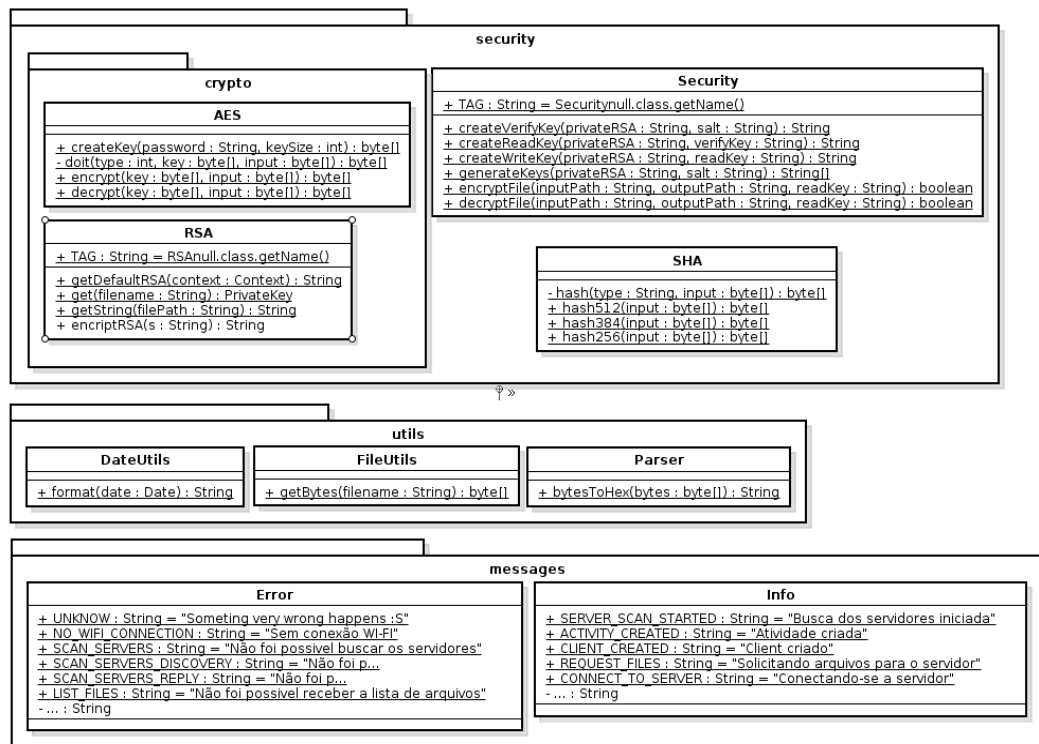 security
crypto
AES
+ createKey(password : String, keySize : int) : byte[]
- doit(type : int, key : byte[], input : byte[]) : byte[]
+ encrypt(key : byte[], input : byte[]) : byte[]
+ decrypt(key : byte[], input : byte[]) : byte[]
RSA
+ TAG : String = RSAnull.class.getName()
+ getDefaultRSA(context : Context) : String
+ get(filename : String) : PrivateKey
+ getString(filePath : String) : String
+ encriptRSA(s : String) : String
Security
+ TAG : String = Securitynull.class.getName()
+ createVerifyKey(privateRSA : String, salt : String) : String
+ createReadKey(privateRSA : String, verifyKey : String) : String
+ createWriteKey(privateRSA : String, readKey : String) : String
+ generateKeys(privateRSA : String, salt : String) : String[]
+ encryptFile(inputPath : String, outputPath : String, readKey : String) : boolean
+ decryptFile(inputPath : String, outputPath : String, readKey : String) : boolean
SHA
- hash(type : String, input : byte[]) : byte[]
+ hash512(input : byte[]) : byte[]
+ hash384(input : byte[]) : byte[]
+ hash256(input : byte[]) : byte[]
utils
DateUtils
+ format(date : Date) : String
FileUtils
+ getBytes(filename : String) : byte[]
Parser
+ bytesToHex(bytes : byte[]) : String
messages
Error
+ UNKNOW : String = "Someting very wrong happens :S"
+ NO_WIFI_CONNECTION : String = "Sem conexão WI-FI"
+ SCAN_SERVERS : String = "Não foi possivel buscar os servidores"
+ SCAN_SERVERS_DISCOVERY : String = "Não foi p...
+ SCAN_SERVERS_REPLY : String = "Não foi p...
+ LIST_FILES : String = "Não foi possivel receber a lista de arquivos"
- ... : String
Info
+ SERVER_SCAN_STARTED : String = "Busca dos servidores iniciada"
+ ACTIVITY_CREATED : String = "Atividade criada"
+ CLIENT_CREATED : String = "Client criado"
+ REQUEST_FILES : String = "Solicitando arquivos para o servidor"
+ CONNECT_TO_SERVER : String = "Conectando-se a servidor"
- ... : String